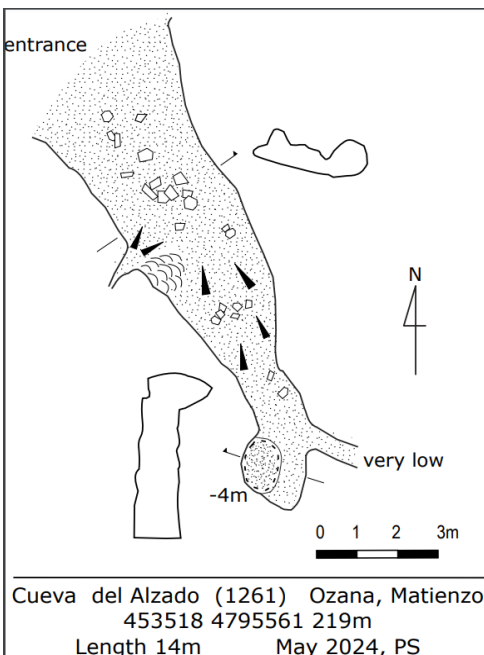 entrance
N
very low
-4m
0 1 2 3m
Cueva del Alzado (1261) Ozana, Matienzo
453518 4795561 219m
Length 14m May 2024, PS